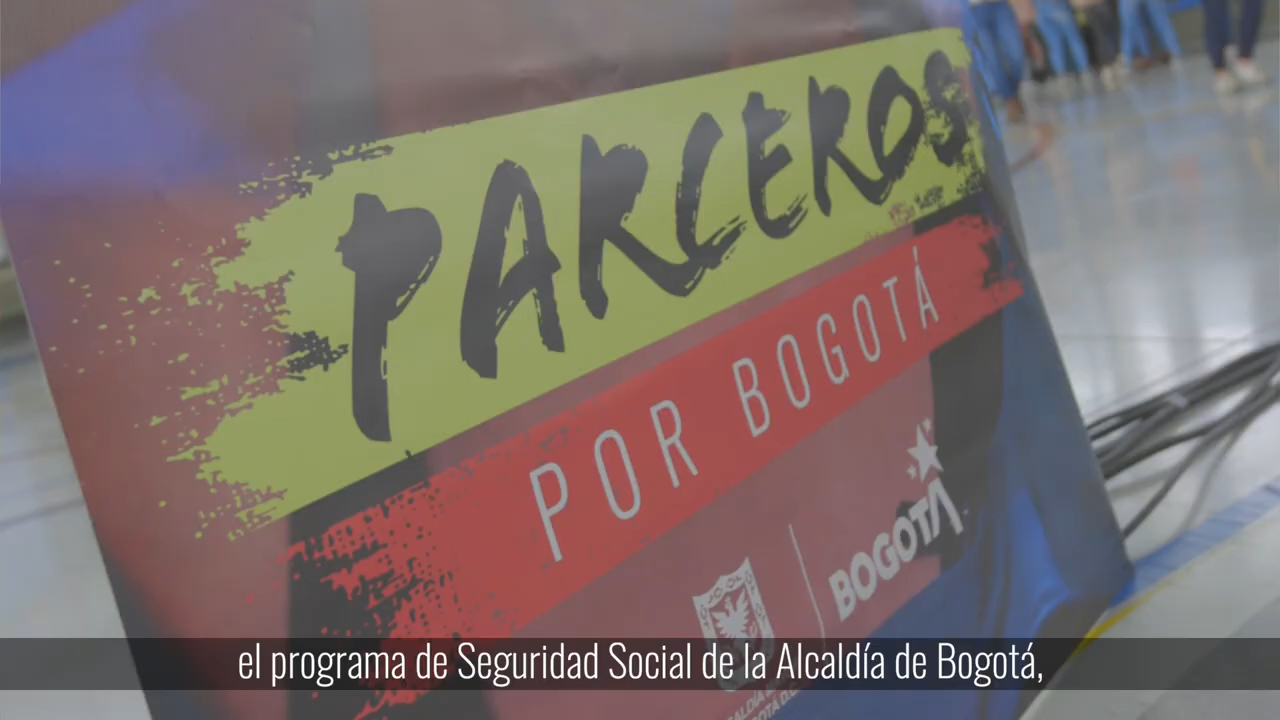 PARCEROS
POR BOGOTÁ
BOGOTÁ
el programa de Seguridad Social de la Alcaldía de Bogotá,